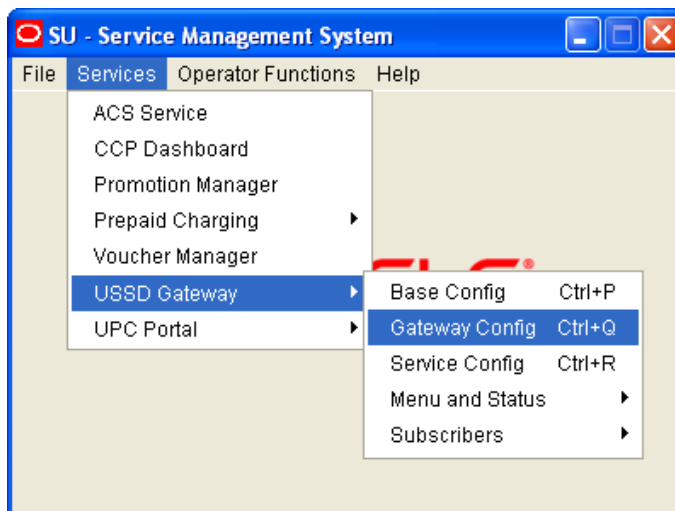 SU - Service Management System
File Services Operator Functions Help
ACS Service
CCP Dashboard
Promotion Manager
Prepaid Charging
Voucher Manager
USSD Gateway
UPC Portal
Base Config Ctrl+P
Gateway Config Ctrl+Q
Service Config Ctrl+R
Menu and Status
Subscribers